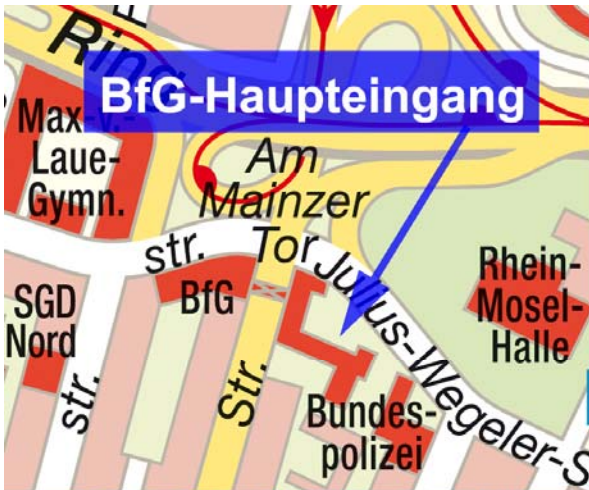 Ring
BfG-Haupteingang
Max-v.-
Laue-
Gymn.
Am
Mainzer
Tor
str.
BfG
Julius-Wegeler-S
Rhein-
Mosel-
Halle
SGD
Nord
str.
Str.
Bundes-
polizei